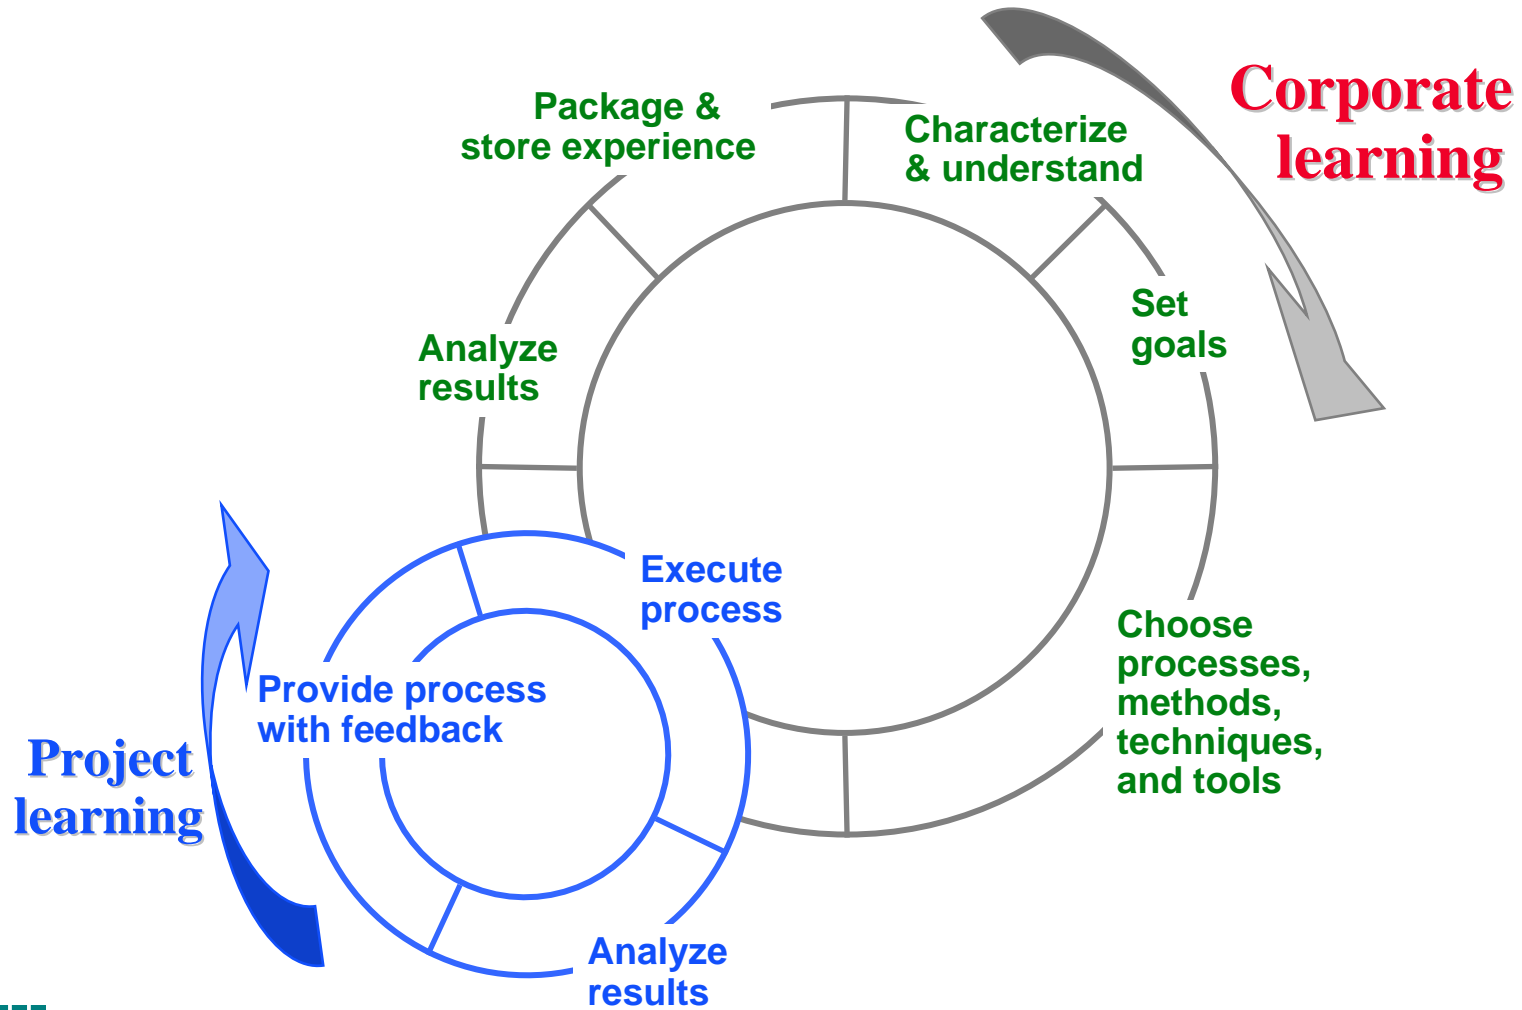 Corporate
learning
Package &
store experience
Characterize
& understand
Set
goals
Analyze
results
Execute
process
Choose
processes,
methods,
techniques,
and tools
Provide process
with feedback
Project
learning
Analyze
results